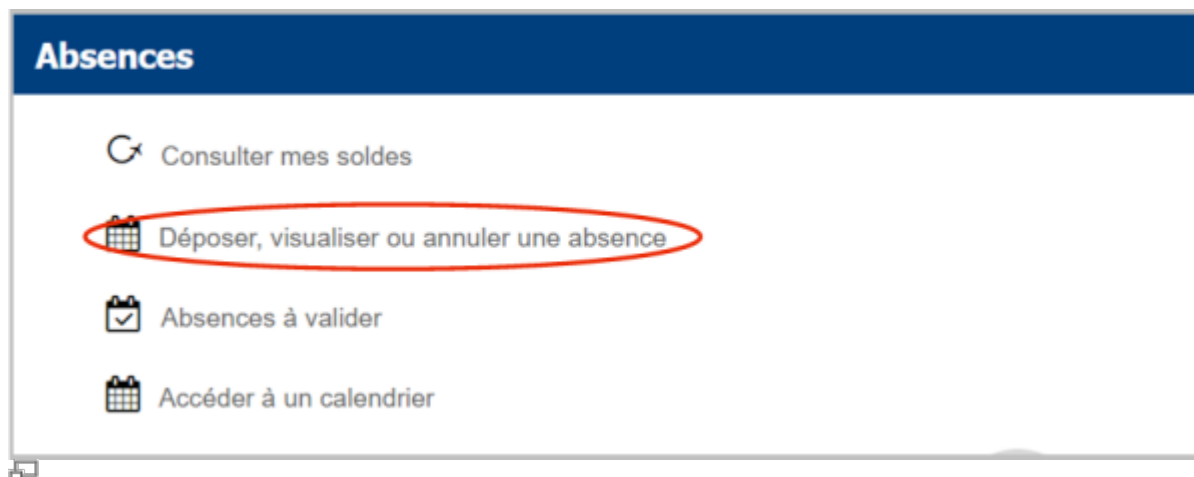 Absences
Consulter mes soldes
Déposer, visualiser ou annuler une absence
Absences à valider
Accéder à un calendrier